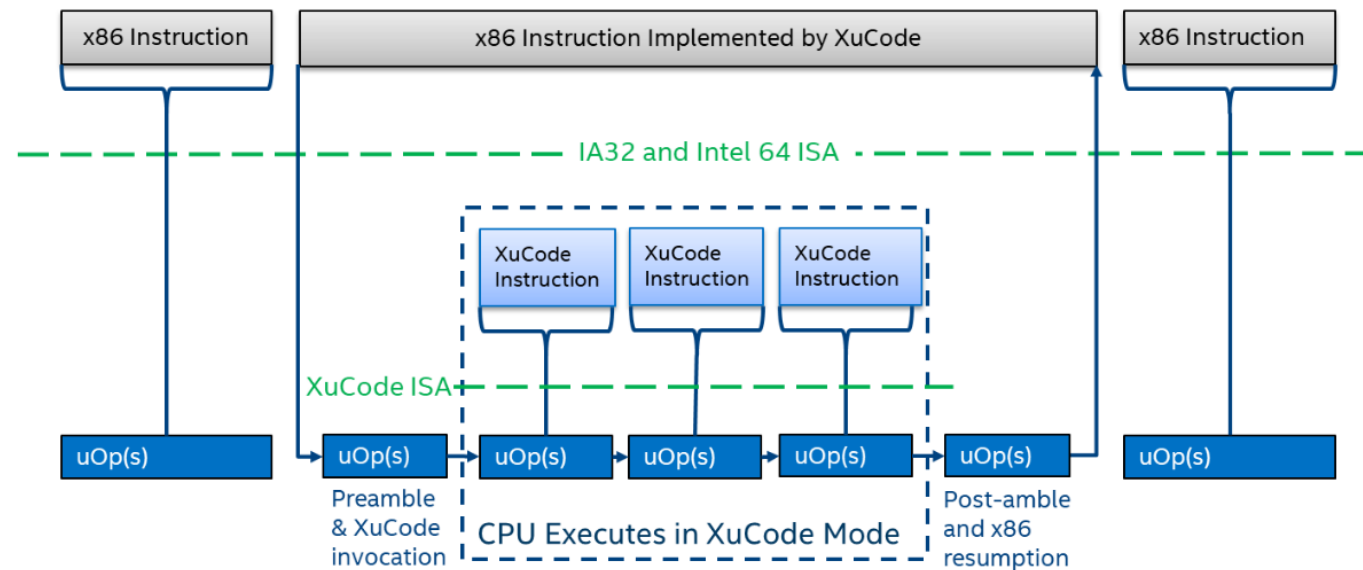 x86 Instruction
x86 Instruction Implemented by XuCode
x86 Instruction
IA32 and Intel 64 ISA
XuCode
Instruction
XuCode
Instruction
XuCode
Instruction
XuCode ISA
uOp(s)
uOp(s)
uOp(s)
uOp(s)
uOp(s)
uOp(s)
uOp(s)
Preamble
& XuCode
invocation
CPU Executes in XuCode Mode
Post-amble
and x86
resumption